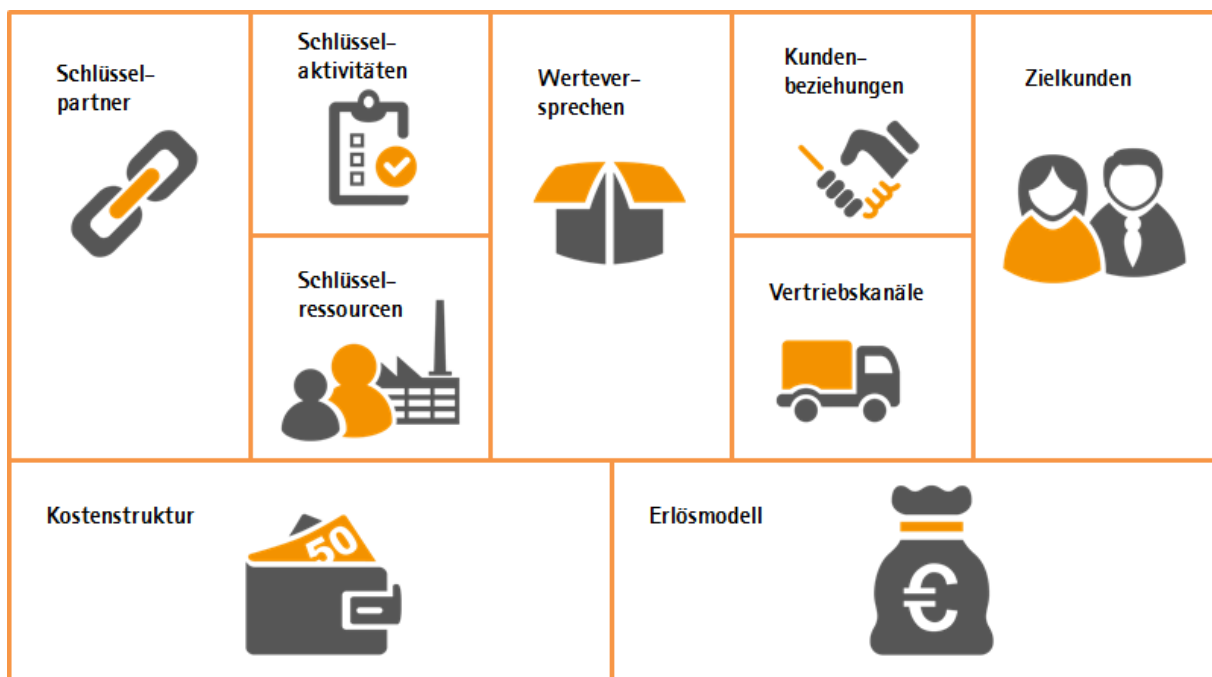 Schlüssel-
partner
Schlüssel-
aktivitäten
Schlüssel-
ressourcen
Wertever-
sprechen
Kunden-
beziehungen
Vertriebskanäle
Zielkunden
Kostenstruktur
50
Erlösmodell
€